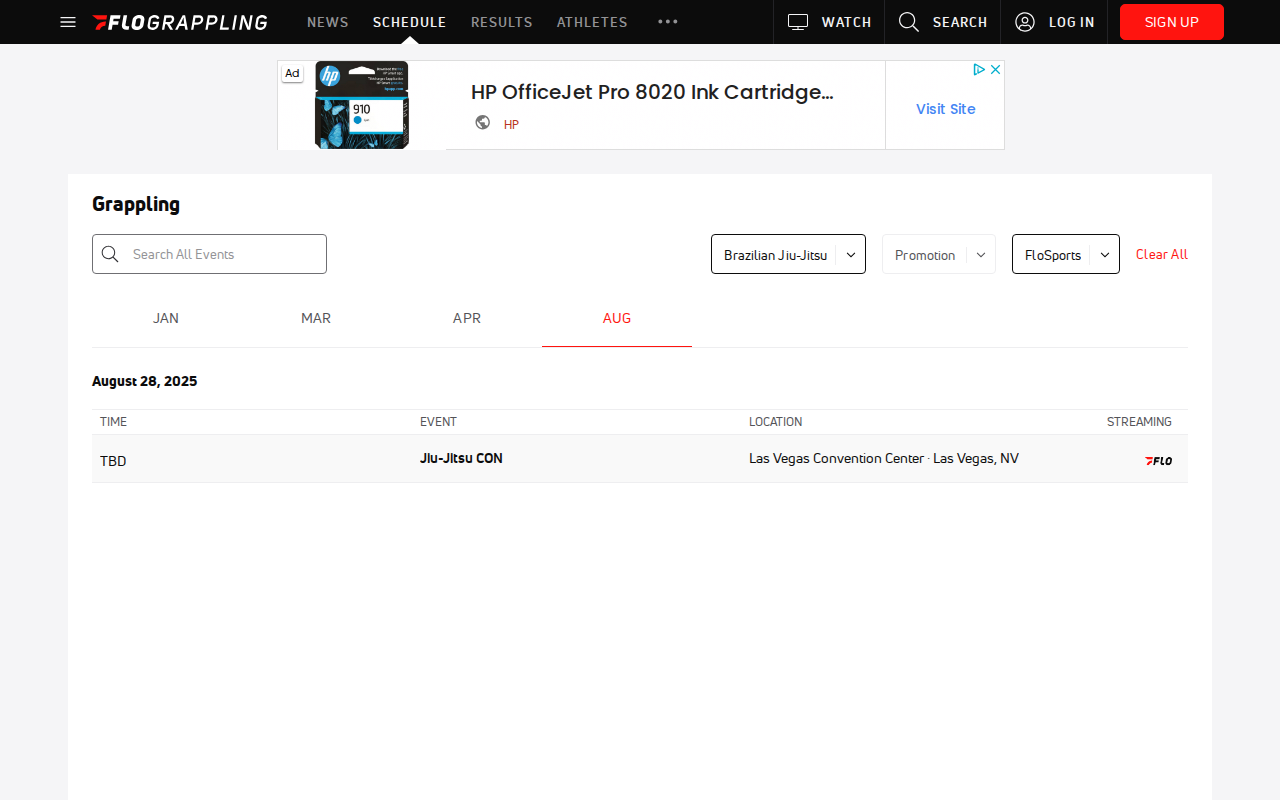 FLOGRAPPLING NEWS SCHEDULE RESULTS ATHLETES WATCH SEARCH LOG IN SIGN UP
Ad
hp
910
HP OfficeJet Pro 8020 Ink Cartridge...
HP
Visit Site
Grappling
Search All Events
Brazilian Jiu-Jitsu
Promotion
FloSports
Clear All
JAN MAR APR AUG
August 28, 2025
TIME EVENT LOCATION STREAMING
TBD Jiu-Jitsu CON Las Vegas Convention Center · Las Vegas, NV FLO